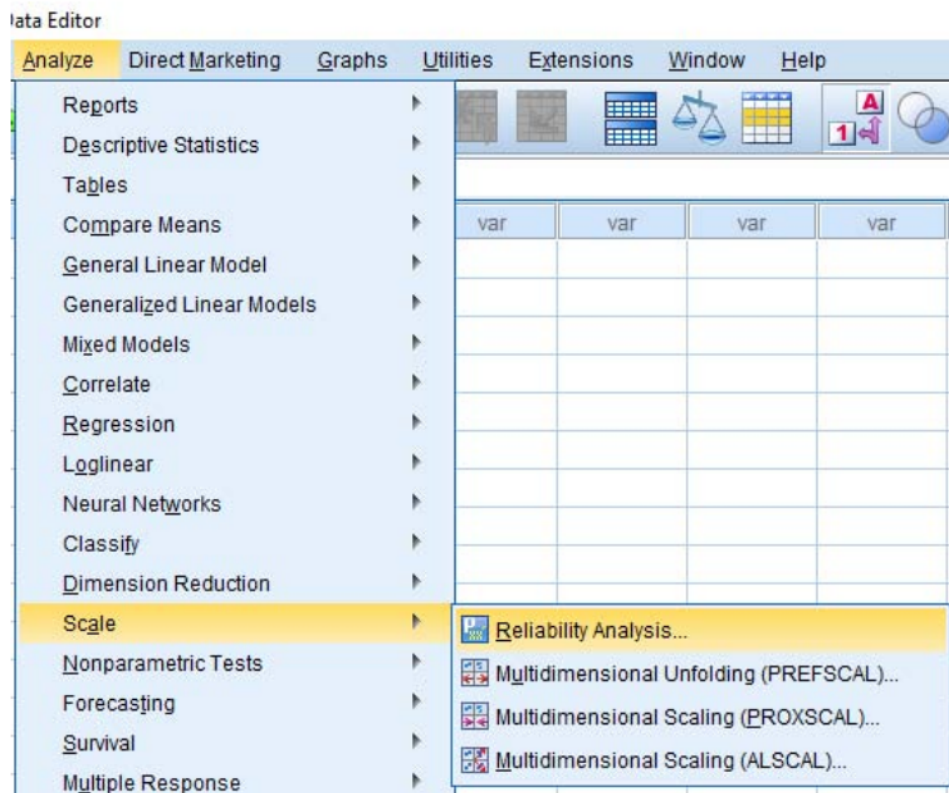 Data Editor
Analyze Direct Marketing Graphs Utilities Extensions Window Help
Reports
Descriptive Statistics
A
1
Tables
Compare Means
var var var var
General Linear Model
Generalized Linear Models
Mixed Models
Correlate
Regression
Loglinear
Neural Networks
Classify
Dimension Reduction
Scale
Reliability Analysis...
Nonparametric Tests
Multidimensional Unfolding (PREFSCAL)...
Forecasting
Multidimensional Scaling (PROXSCAL)...
Survival
Multidimensional Scaling (ALSCAL)...
Multiple Response